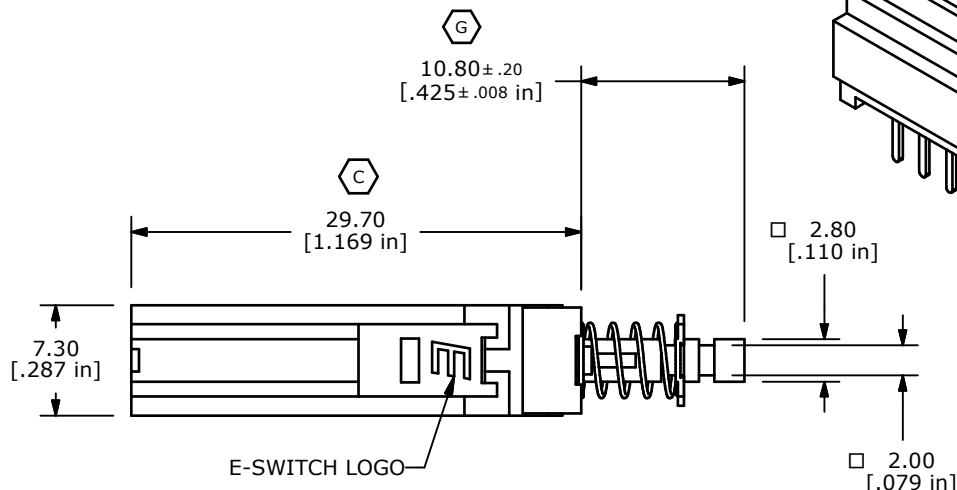 G
10.80±.20
[.425±.008 in]
C
29.70
[1.169 in]
□ 2.80
[.110 in]
7.30
[.287 in]
E-SWITCH LOGO
□ 2.00
[.079 in]